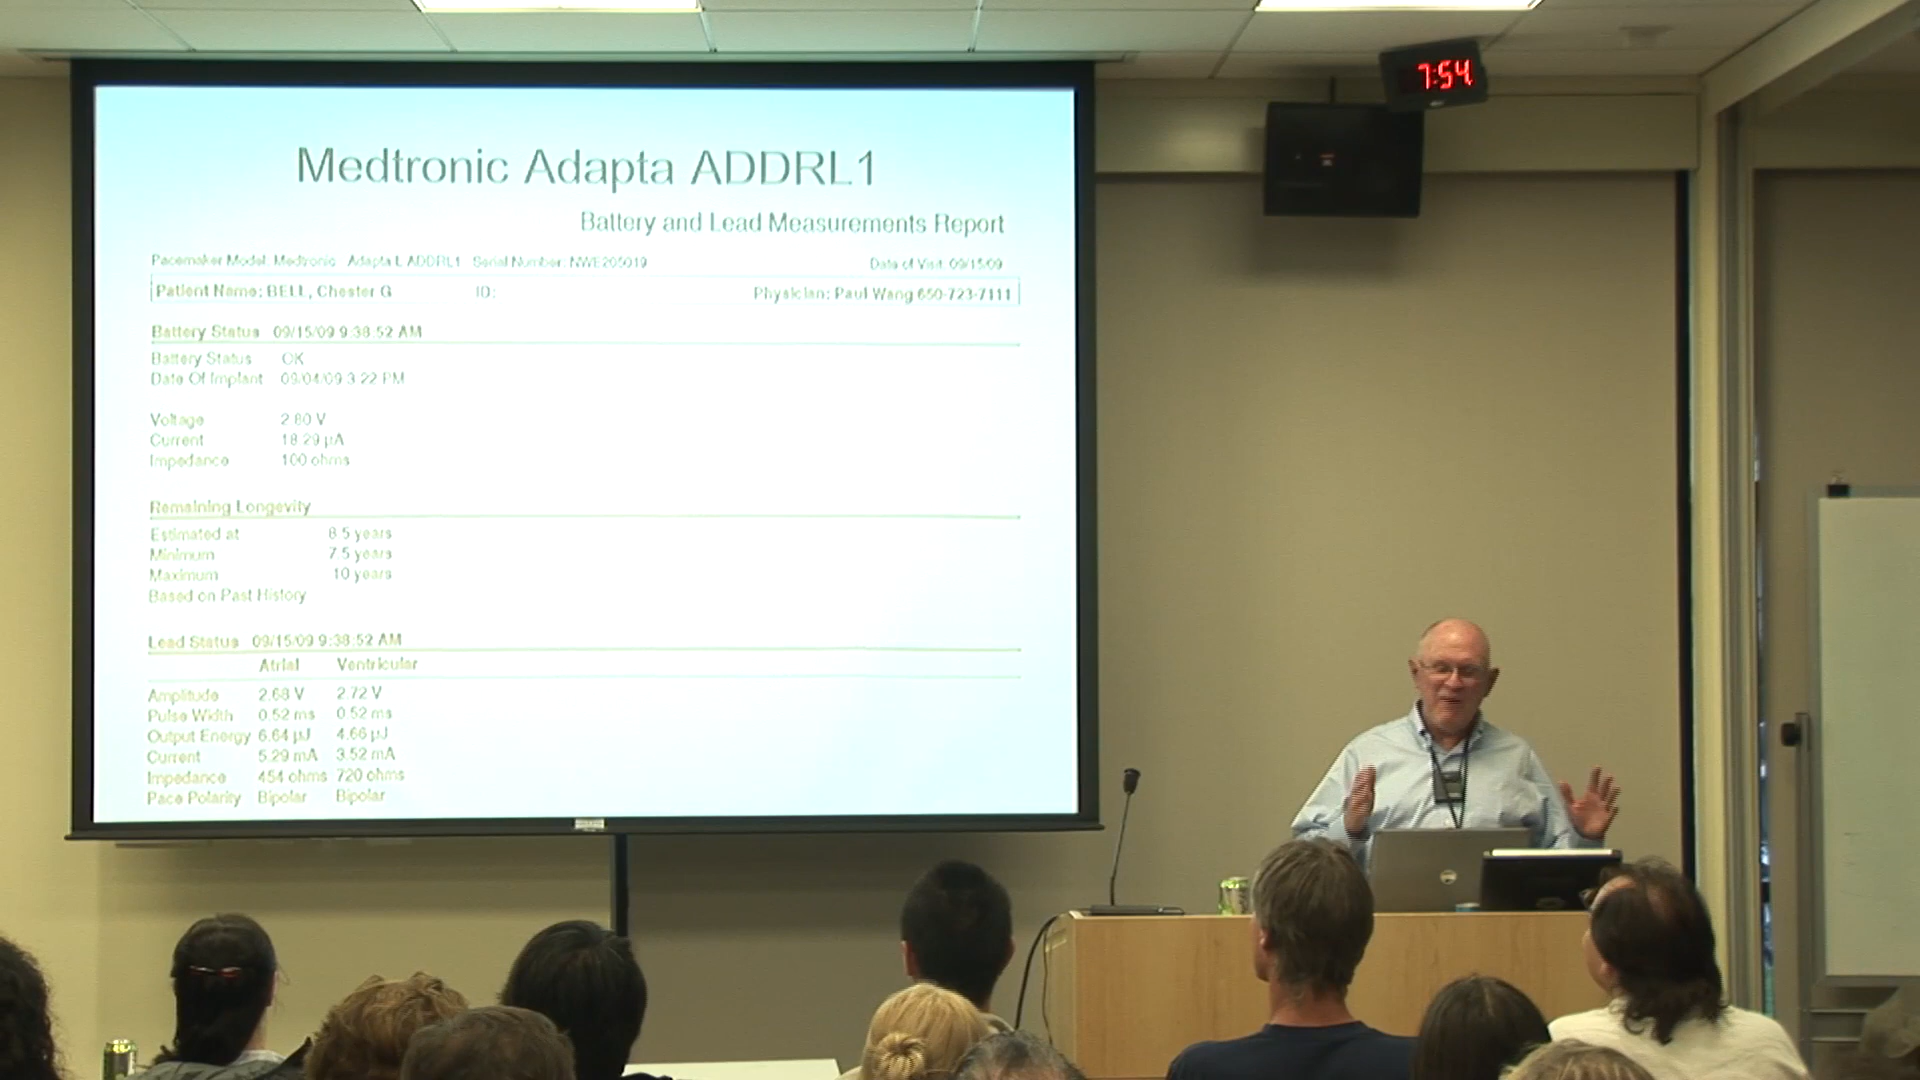 7:54
Medtronic Adapta ADDRL1
Battery and Lead Measurements Report
Pacemaker Model: Medtronic Adapta L ADDRL1 Serial Number: NWE205019 Date of Visit: 09/15/09
Patient Name: BELL, Chester G ID: Physician: Paul Wang 650-723-7111
Battery Status 09/15/09 9:38:52 AM
Battery Status OK
Date Of Implant 09/04/09 3:22 PM
Voltage 2.80 V
Current 18.29 µA
Impedance 100 ohms
Remaining Longevity
Estimated at 8.5 years
Minimum 7.5 years
Maximum 10 years
Based on Past History
Lead Status 09/15/09 9:38:52 AM
Atrial Ventricular
Amplitude 2.68 V 2.72 V
Pulse Width 0.52 ms 0.52 ms
Output Energy 6.64 µJ 4.66 µJ
Current 5.29 mA 3.52 mA
Impedance 454 ohms 720 ohms
Pace Polarity Bipolar Bipolar